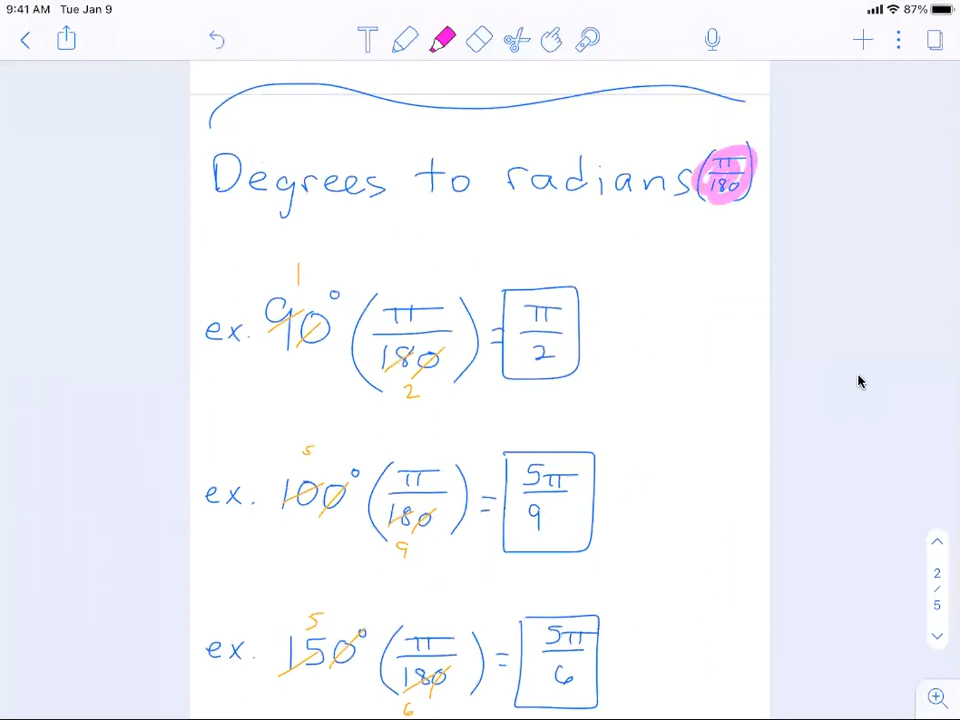 9:41 AM Tue Jan 9
87%
Degrees to radians (π/180)
1
ex. 90° (π/180) = π/2
2
5
ex. 100° (π/180) = 5π/9
9
5
ex. 150° (π/180) = 5π/6
6
2
/
5